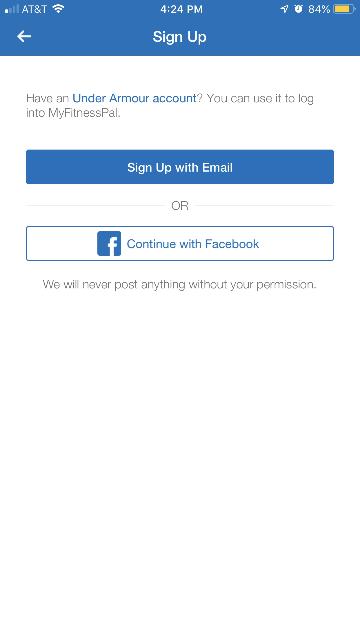 AT&T 4:24 PM 84%
Sign Up
Have an Under Armour account? You can use it to log
into MyFitnessPal.
Sign Up with Email
OR
f Continue with Facebook
We will never post anything without your permission.